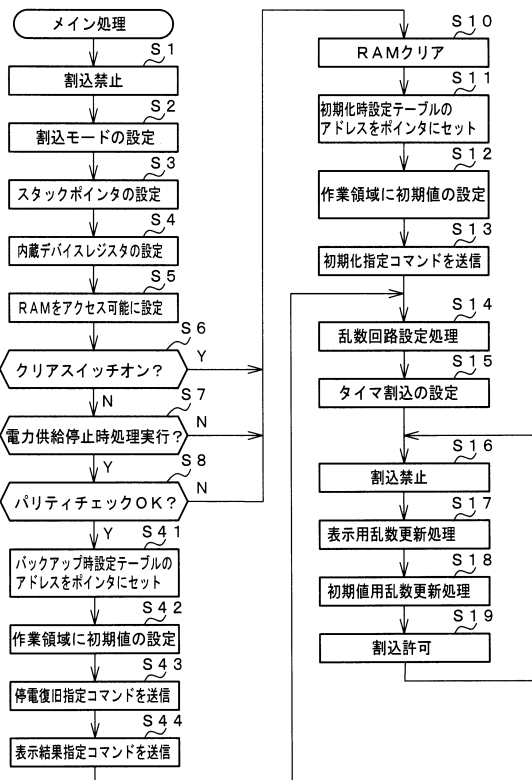 メイン処理
S1
割込禁止
S2
割込モードの設定
S3
スタックポインタの設定
S4
内蔵デバイスレジスタの設定
S5
RAMをアクセス可能に設定
S6
クリアスイッチオン?
Y
N
S7
電力供給停止時処理実行?
N
Y
S8
パリティチェックOK?
N
Y
S41
バックアップ時設定テーブルの
アドレスをポインタにセット
S42
作業領域に初期値の設定
S43
停電復旧指定コマンドを送信
S44
表示結果指定コマンドを送信
S10
RAMクリア
S11
初期化時設定テーブルの
アドレスをポインタにセット
S12
作業領域に初期値の設定
S13
初期化指定コマンドを送信
S14
乱数回路設定処理
S15
タイマ割込の設定
S16
割込禁止
S17
表示用乱数更新処理
S18
初期値用乱数更新処理
S19
割込許可